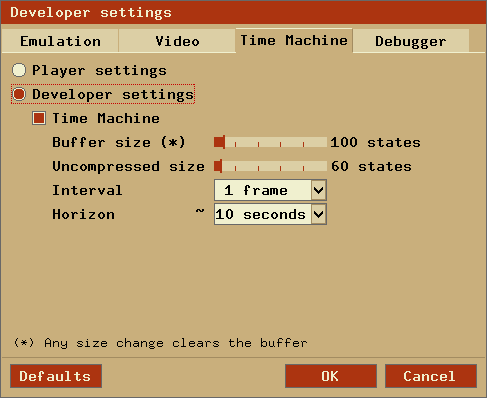 Developer settings
Emulation Video Time Machine Debugger
Player settings
Developer settings
Time Machine
Buffer size (*) 100 states
Uncompressed size 60 states
Interval 1 frame
Horizon ~ 10 seconds
(*) Any size change clears the buffer
Defaults OK Cancel